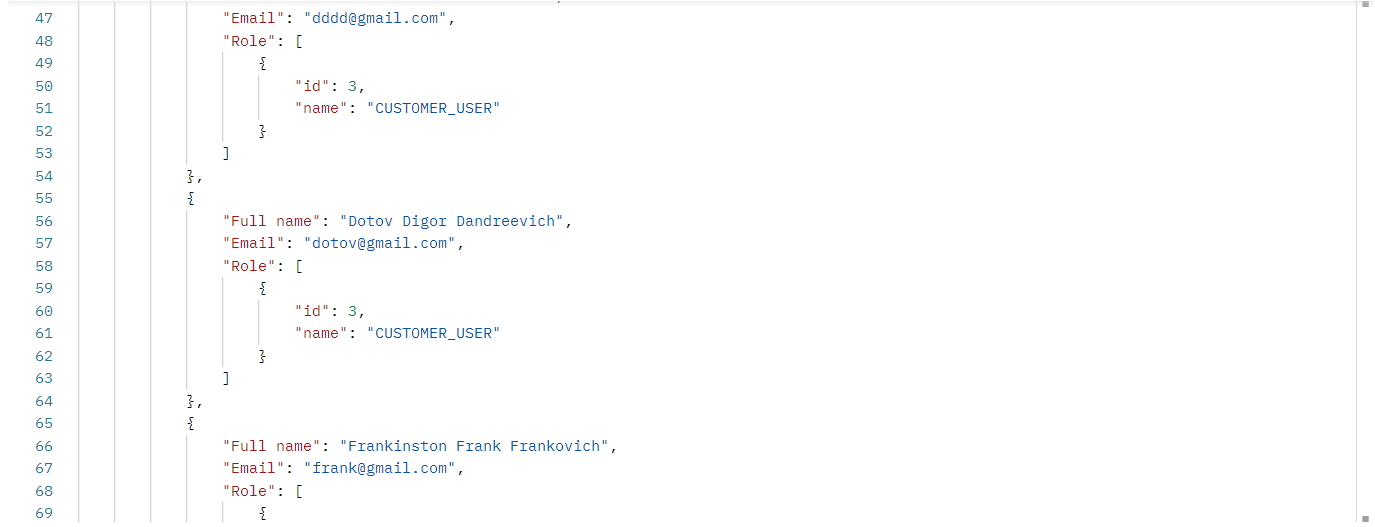 47 "Email": "dddd@gmail.com",
48 "Role": [
49 {
50 "id": 3,
51 "name": "CUSTOMER_USER"
52 }
53 ]
54 },
55 {
56 "Full name": "Dotov Digor Dandreevich",
57 "Email": "dotov@gmail.com",
58 "Role": [
59 {
60 "id": 3,
61 "name": "CUSTOMER_USER"
62 }
63 ]
64 },
65 {
66 "Full name": "Frankinston Frank Frankovich",
67 "Email": "frank@gmail.com",
68 "Role": [
69 {